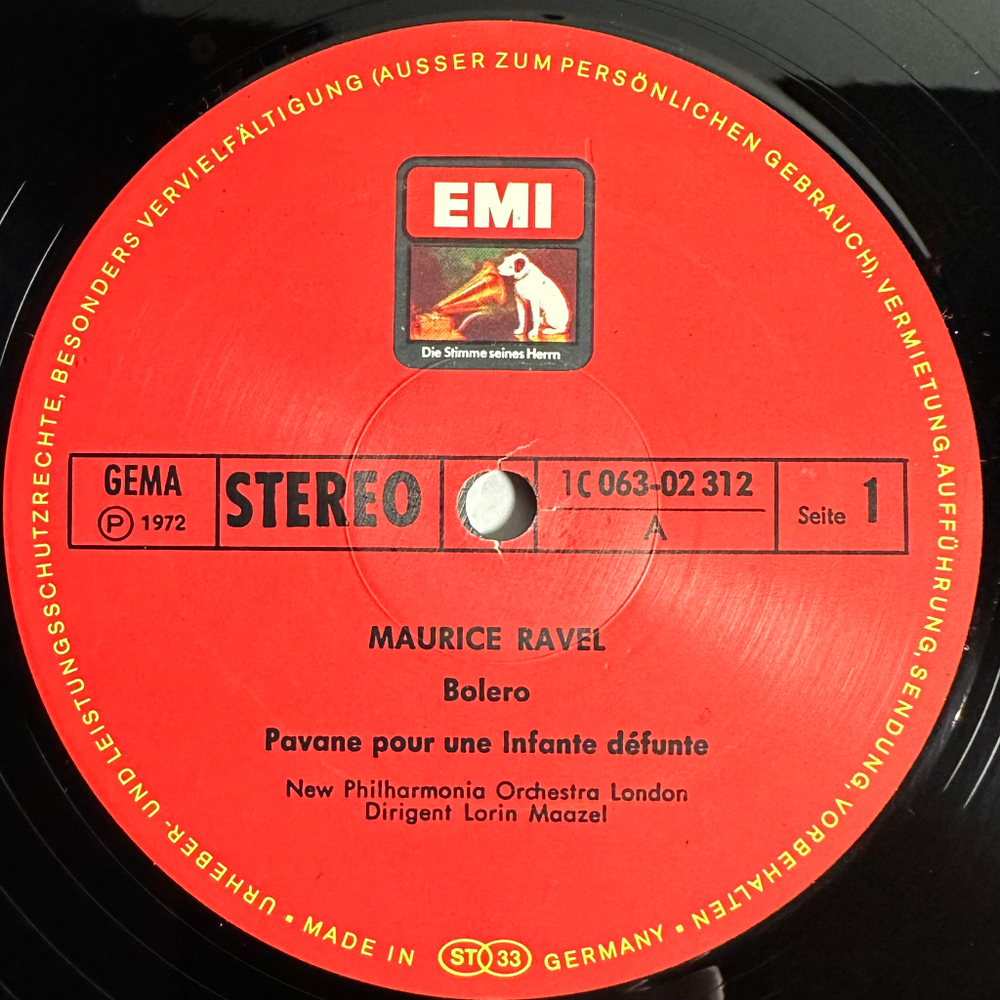 URHEBER- UND LEISTUNGSSCHUTZRECHTE, BESONDERS VERVIELFÄLTIGUNG (AUSSER ZUM PERSÖNLICHEN GEBRAUCH), VERMIETUNG, AUFFÜHRUNG, SENDUNG, VORBEHALTEN
EMI
Die Stimme seines Herrn
GEMA
Ⓟ 1972
STEREO
1C 063-02 312
A
Seite 1
MAURICE RAVEL
Bolero
Pavane pour une Infante défunte
New Philharmonia Orchestra London
Dirigent Lorin Maazel
▪ MADE IN ST 33 GERMANY ▪